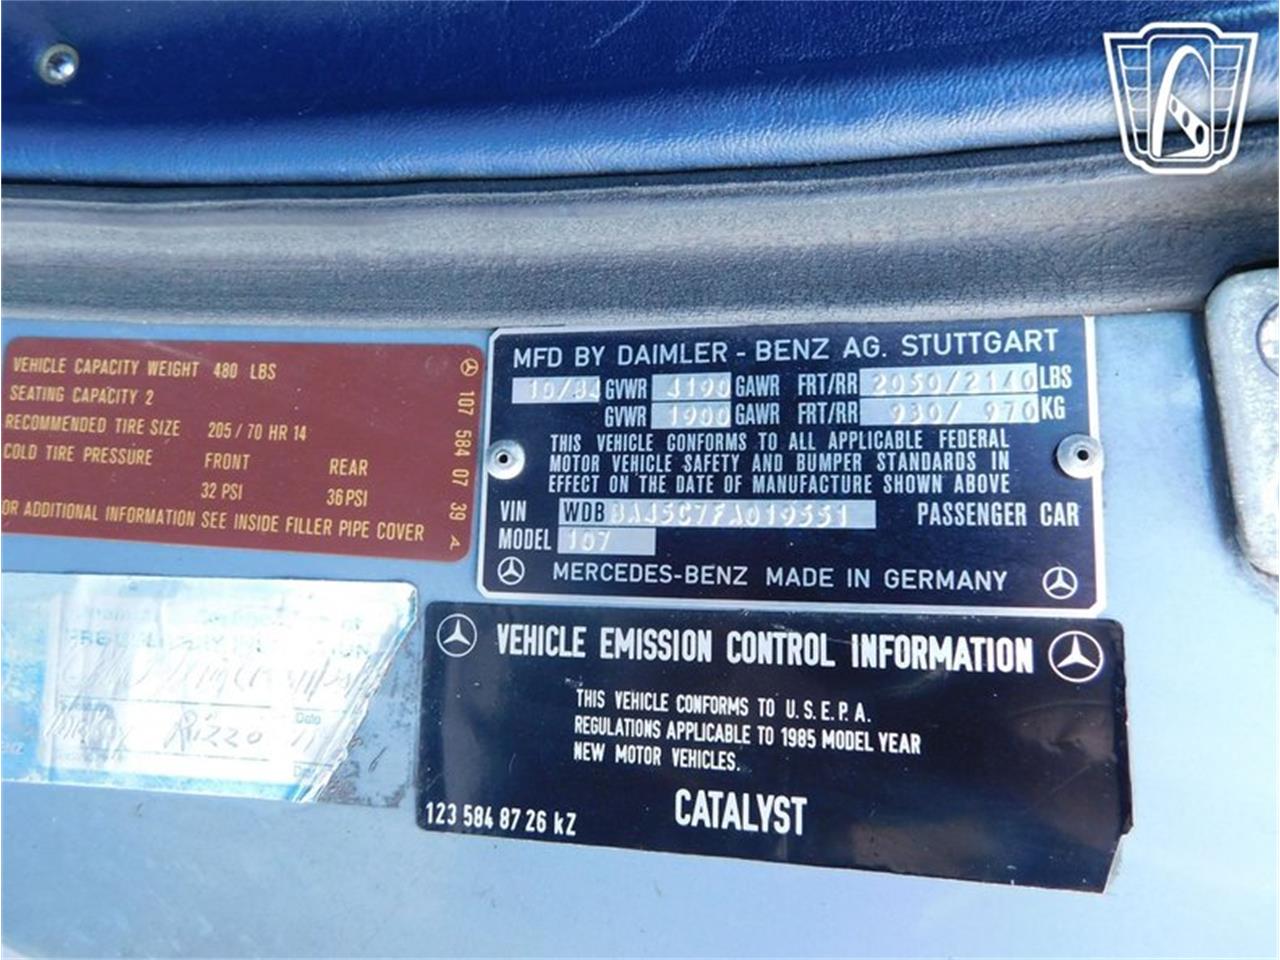 VEHICLE CAPACITY WEIGHT 480 LBS
SEATING CAPACITY 2
RECOMMENDED TIRE SIZE 205 / 70 HR 14
COLD TIRE PRESSURE FRONT REAR
32 PSI 36 PSI
OR ADDITIONAL INFORMATION SEE INSIDE FILLER PIPE COVER
107 584 07 39 A
MFD BY DAIMLER - BENZ AG. STUTTGART
10/84 GVWR 4190 GAWR FRT/RR 2050/2140 LBS
GVWR 1900 GAWR FRT/RR 930/ 970 KG
THIS VEHICLE CONFORMS TO ALL APPLICABLE FEDERAL
MOTOR VEHICLE SAFETY AND BUMPER STANDARDS IN
EFFECT ON THE DATE OF MANUFACTURE SHOWN ABOVE
VIN WDBBA45C7FA019551 PASSENGER CAR
MODEL 107
MERCEDES-BENZ MADE IN GERMANY
Rizzo
Date
VEHICLE EMISSION CONTROL INFORMATION
THIS VEHICLE CONFORMS TO U.S.E.P.A.
REGULATIONS APPLICABLE TO 1985 MODEL YEAR
NEW MOTOR VEHICLES.
CATALYST
123 584 87 26 kZ